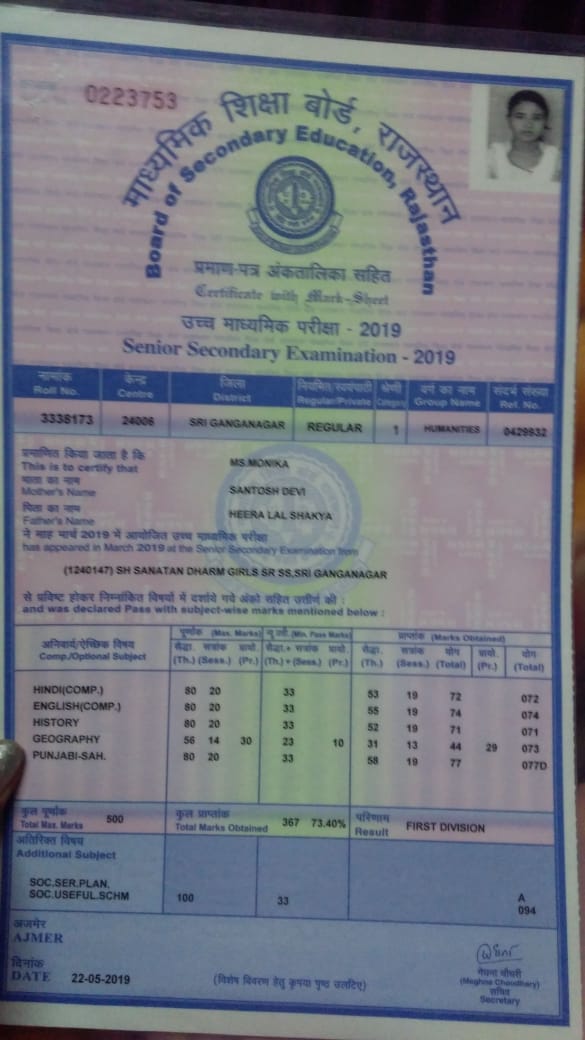 0223753
माध्यमिक शिक्षा बोर्ड, राजस्थान
Board of Secondary Education, Rajasthan
प्रमाण-पत्र अंकतालिका सहित
Certificate with Mark-Sheet
उच्च माध्यमिक परीक्षा - 2019
Senior Secondary Examination - 2019
नामांक केन्द्र जिला नियमित/स्वयंपाठी श्रेणी वर्ग का नाम संदर्भ संख्या
Roll No. Centre District Regular/Private Category Group Name Ref. No.
3338173 24006 SRI GANGANAGAR REGULAR 1 HUMANITIES 0429932
प्रमाणित किया जाता है कि
This is to certify that MS.MONIKA
माता का नाम
Mother's Name SANTOSH DEVI
पिता का नाम
Father's Name HEERA LAL SHAKYA
ने माह मार्च 2019 में आयोजित उच्च माध्यमिक परीक्षा
has appeared in March 2019 at the Senior Secondary Examination from
(1240147) SH SANATAN DHARM GIRLS SR SS,SRI GANGANAGAR
से प्रविष्ट होकर निम्नांकित विषयों में दर्शाये गये अंको सहित उत्तीर्ण की :
and was declared Pass with subject-wise marks mentioned below :
अनिवार्य/ऐच्छिक विषय पूर्णांक (Max. Marks) न्यू.उत्ती. (Min. Pass Marks) प्राप्तांक (Marks Obtained)
Comp./Optional Subject सैद्धा. सत्रांक प्रायो. सैद्धा.+ सत्रांक प्रायो. सैद्धा. सत्रांक योग प्रायो. योग
(Th.) (Sess.) (Pr.) (Th.) + (Sess.) (Pr.) (Th.) (Sess.) (Total) (Pr.) (Total)
HINDI(COMP.) 80 20 33 53 19 72 072
ENGLISH(COMP.) 80 20 33 55 19 74 074
HISTORY 80 20 33 52 19 71 071
GEOGRAPHY 56 14 30 23 10 31 13 44 29 073
PUNJABI-SAH. 80 20 33 58 19 77 077D
कुल पूर्णांक कुल प्राप्तांक परिणाम
Total Max. Marks 500 Total Marks Obtained 367 73.40% Result FIRST DIVISION
अतिरिक्त विषय
Additional Subject
SOC.SER.PLAN. A
SOC.USEFUL.SCHM 100 33 094
अजमेर
AJMER
दिनांक
DATE 22-05-2019
(विशेष विवरण हेतु कृपया पृष्ठ उलटिए)
मेघना चौधरी
(Meghna Choudhary)
सचिव
Secretary